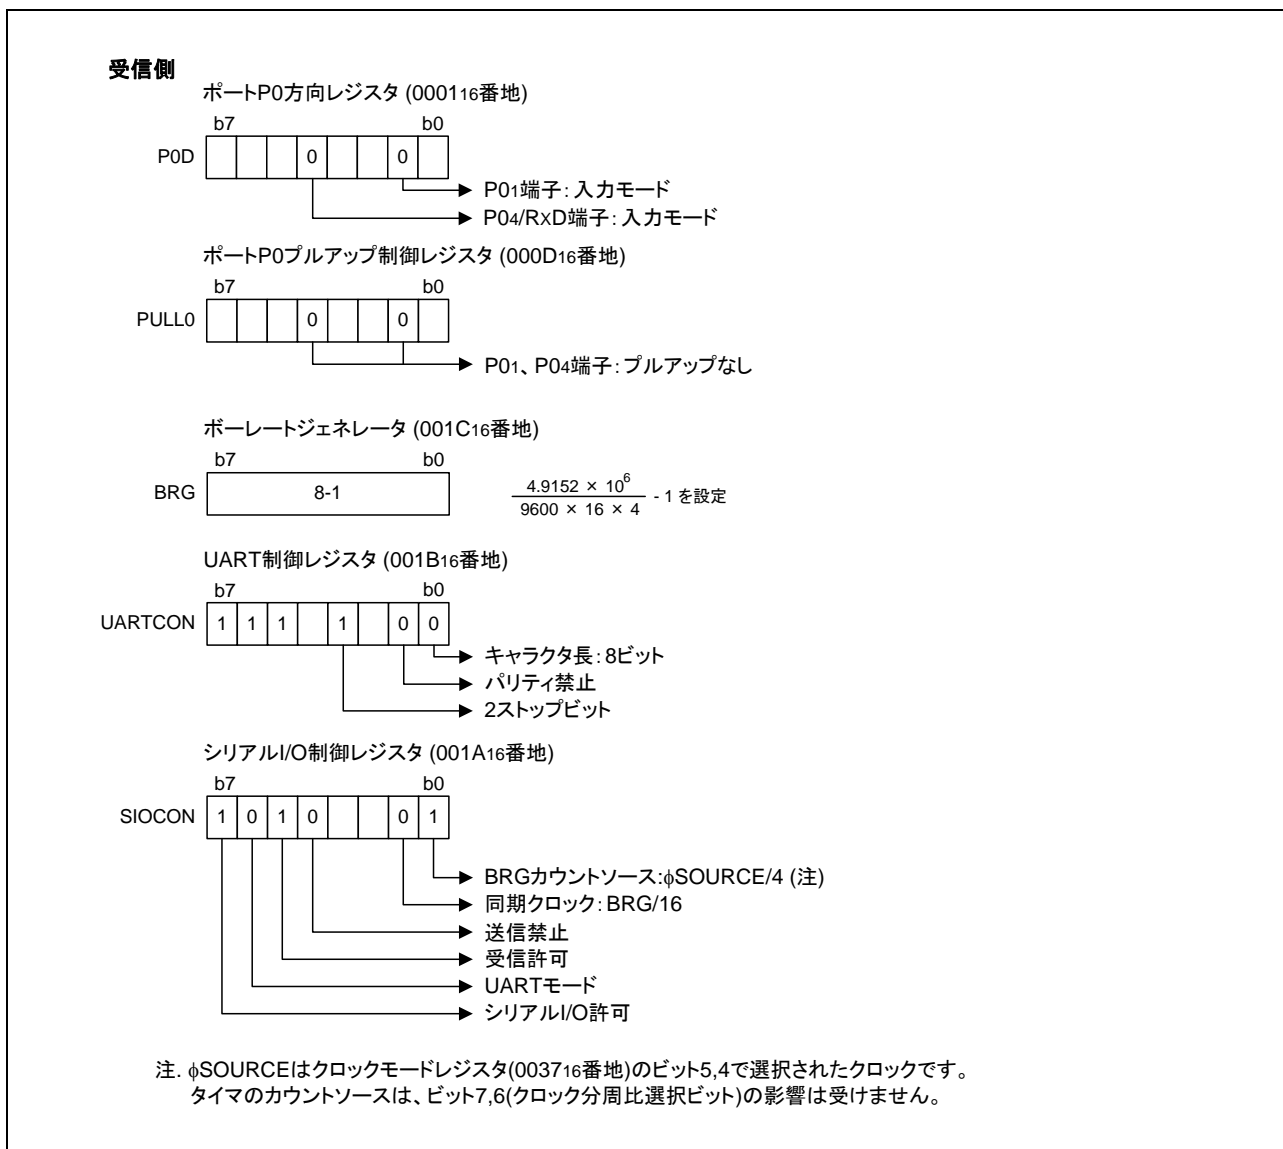 受信側
ポートP0方向レジスタ (000116番地)
b7 b0
P0D 0 0
P01端子：入力モード
P04/RxD端子：入力モード
ポートP0プルアップ制御レジスタ (000D16番地)
b7 b0
PULL0 0 0
P01、P04端子：プルアップなし
ボーレートジェネレータ (001C16番地)
b7 b0
BRG 8-1
4.9152 × 10^6
9600 × 16 × 4
- 1 を設定
UART制御レジスタ (001B16番地)
b7 b0
UARTCON 1 1 1 1 0 0
キャラクタ長：8ビット
パリティ禁止
2ストップビット
シリアルI/O制御レジスタ (001A16番地)
b7 b0
SIOCON 1 0 1 0 0 1
BRGカウントソース:φSOURCE/4 (注)
同期クロック：BRG/16
送信禁止
受信許可
UARTモード
シリアルI/O許可
注. φSOURCEはクロックモードレジスタ(003716番地)のビット5,4で選択されたクロックです。
タイマのカウントソースは、ビット7,6(クロック分周比選択ビット)の影響は受けません。